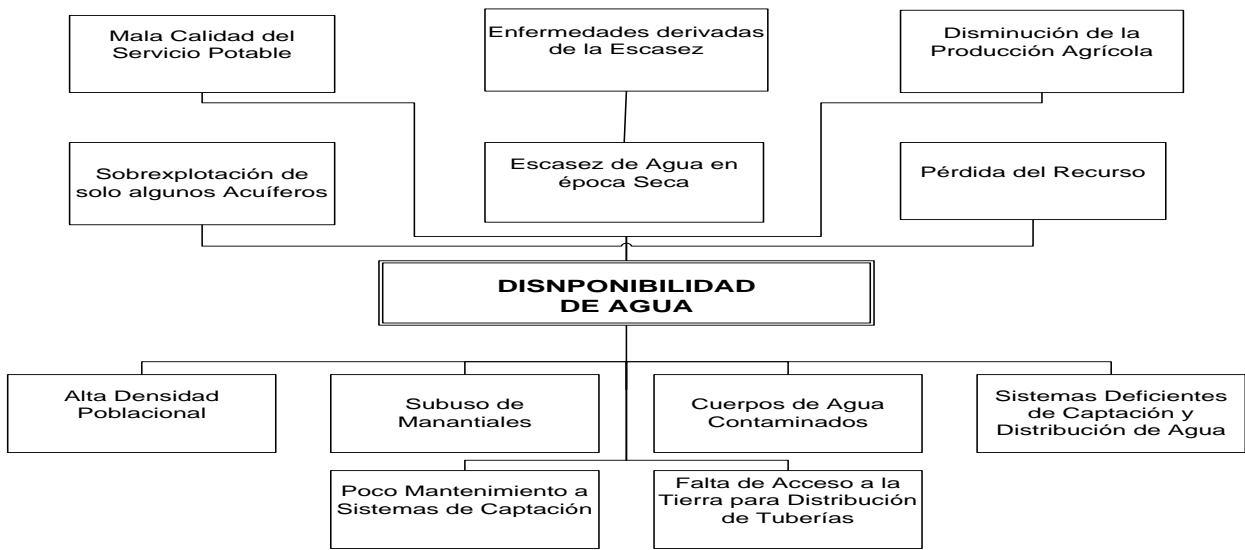 Mala Calidad del
Servicio Potable
Enfermedades derivadas
de la Escasez
Disminución de la
Producción Agrícola
Sobrexplotación de
solo algunos Acuíferos
Escasez de Agua en
época Seca
Pérdida del Recurso
DISNPONIBILIDAD
DE AGUA
Alta Densidad
Poblacional
Subuso de
Manantiales
Cuerpos de Agua
Contaminados
Sistemas Deficientes
de Captación y
Distribución de Agua
Poco Mantenimiento a
Sistemas de Captación
Falta de Acceso a la
Tierra para Distribución
de Tuberías